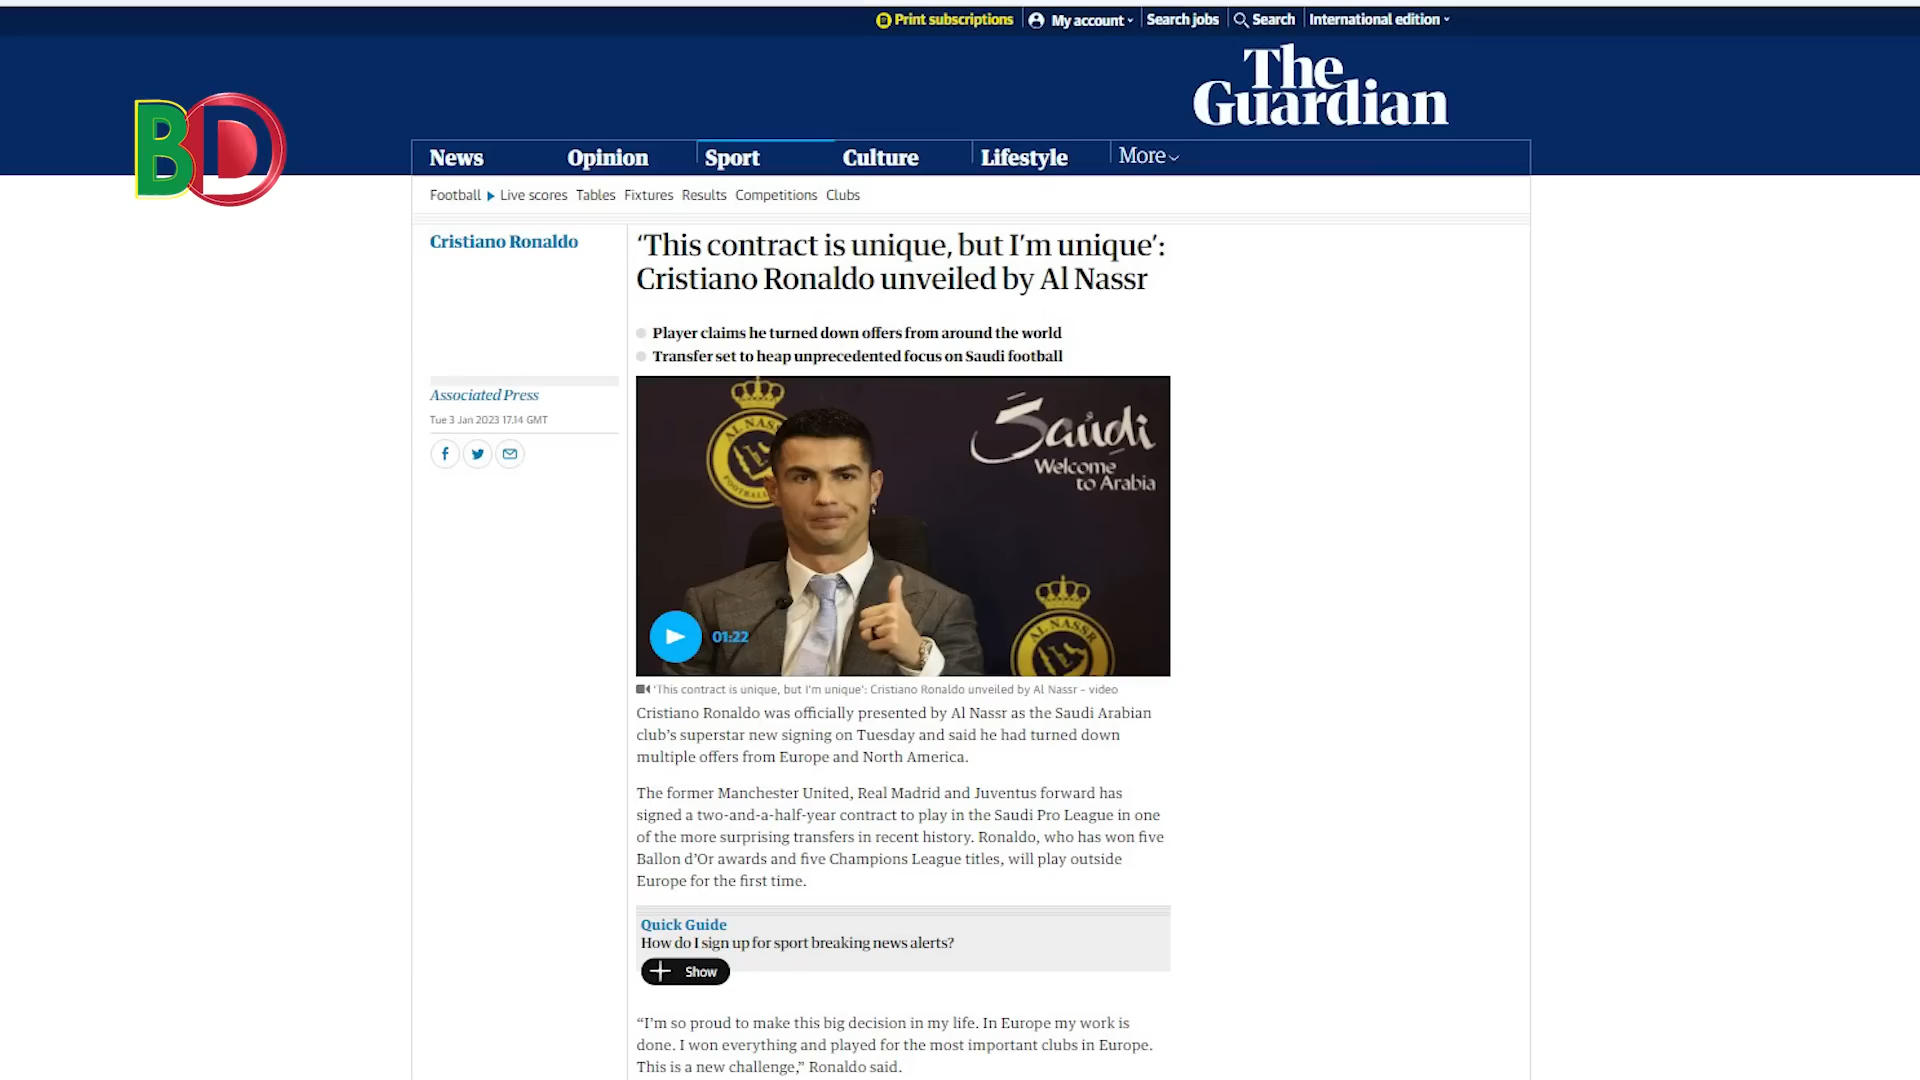 Print subscriptions My account Search jobs Search International edition
The
Guardian
BD
News Opinion Sport Culture Lifestyle More
Football Live scores Tables Fixtures Results Competitions Clubs
Cristiano Ronaldo
‘This contract is unique, but I’m unique’:
Cristiano Ronaldo unveiled by Al Nassr
Player claims he turned down offers from around the world
Transfer set to heap unprecedented focus on Saudi football
Associated Press
Tue 3 Jan 2023 17.14 GMT
AL NASS
FOOTBALL
Saudi
Welcome
to Arabia
AL NASSR
01:22
‘This contract is unique, but I’m unique’: Cristiano Ronaldo unveiled by Al Nassr – video
Cristiano Ronaldo was officially presented by Al Nassr as the Saudi Arabian
club’s superstar new signing on Tuesday and said he had turned down
multiple offers from Europe and North America.
The former Manchester United, Real Madrid and Juventus forward has
signed a two-and-a-half-year contract to play in the Saudi Pro League in one
of the more surprising transfers in recent history. Ronaldo, who has won five
Ballon d’Or awards and five Champions League titles, will play outside
Europe for the first time.
Quick Guide
How do I sign up for sport breaking news alerts?
Show
“I’m so proud to make this big decision in my life. In Europe my work is
done. I won everything and played for the most important clubs in Europe.
This is a new challenge,” Ronaldo said.